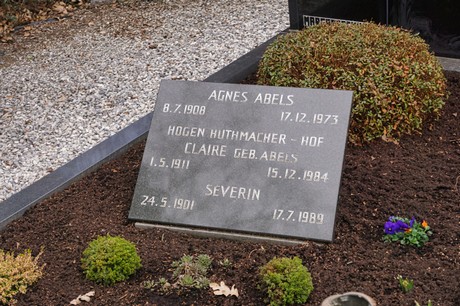 AGNES ABELS
8.7.1908 17.12.1973
HOGEN HUTHMACHER - HOF
CLAIRE GEB. ABELS
1.5.1911 15.12.1984
SEVERIN
24.5.1901 17.7.1989